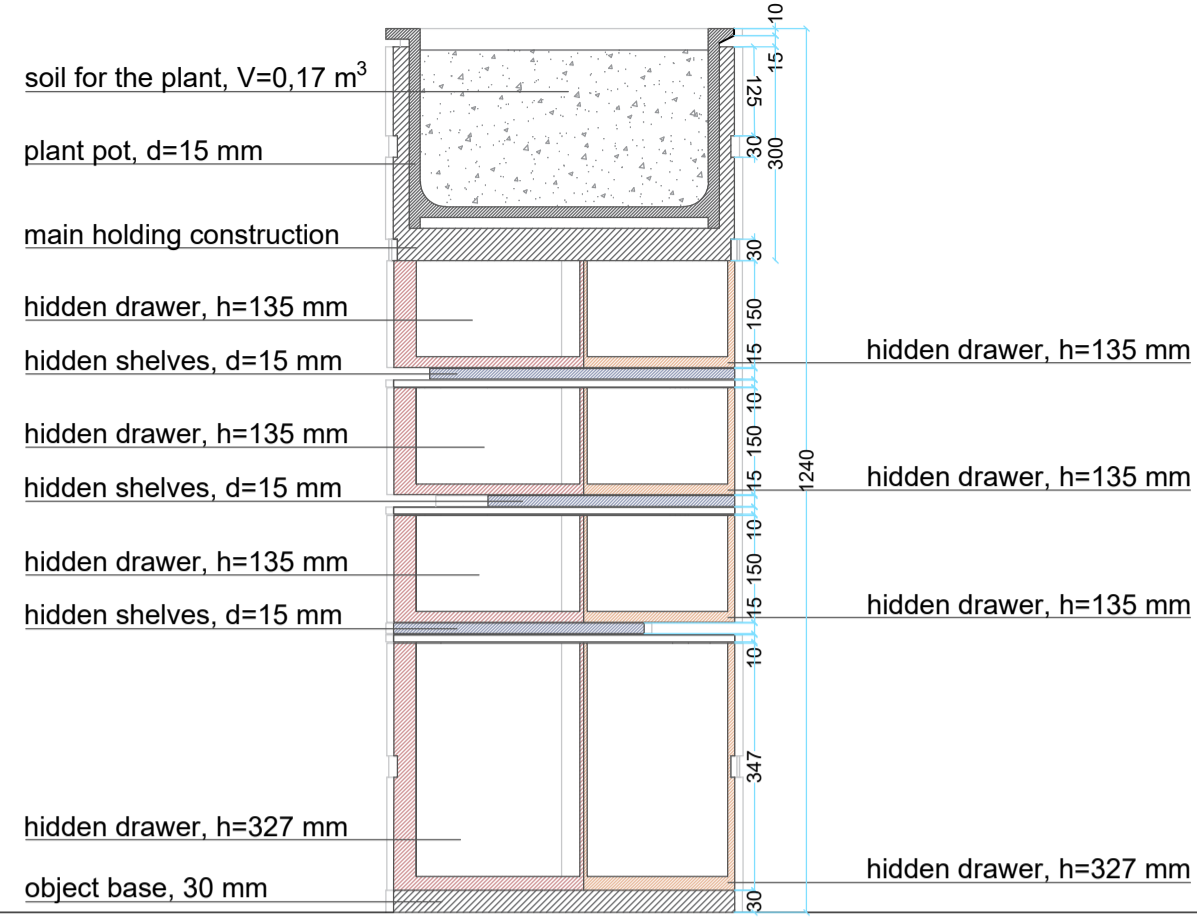 soil for the plant, V=0,17 m³
plant pot, d=15 mm
main holding construction
hidden drawer, h=135 mm
hidden shelves, d=15 mm
hidden drawer, h=135 mm
hidden shelves, d=15 mm
hidden drawer, h=135 mm
hidden shelves, d=15 mm
hidden drawer, h=327 mm
object base, 30 mm
10
15
125
30
300
30
150
15
10
150
15
10
150
15
10
347
30
1240
hidden drawer, h=135 mm
hidden drawer, h=135 mm
hidden drawer, h=135 mm
hidden drawer, h=327 mm